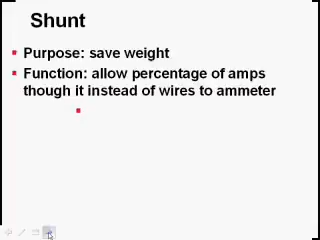 Shunt
Purpose: save weight
Function: allow percentage of amps
though it instead of wires to ammeter